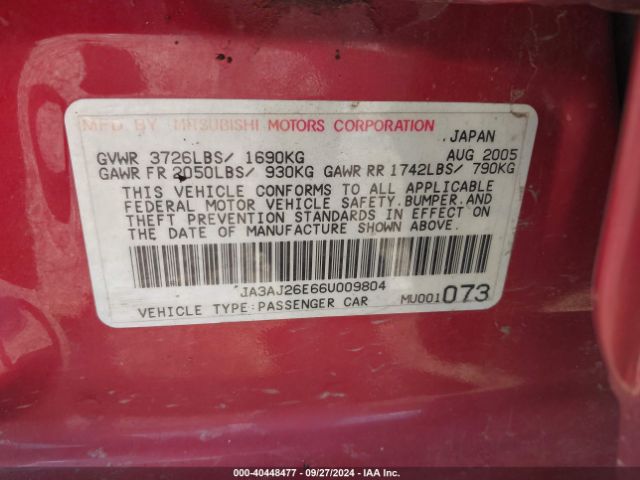 MFD BY MITSUBISHI MOTORS CORPORATION
JAPAN
GVWR 3726LBS/ 1690KG AUG 2005
GAWR FR 2050LBS/ 930KG GAWR RR 1742LBS/ 790KG
THIS VEHICLE CONFORMS TO ALL APPLICABLE
FEDERAL MOTOR VEHICLE SAFETY.BUMPER.AND
THEFT PREVENTION STANDARDS IN EFFECT ON
THE DATE OF MANUFACTURE SHOWN ABOVE.
JA3AJ26E66U009804
VEHICLE TYPE:PASSENGER CAR MU001073
000-40448477 - 09/27/2024 - IAA Inc.